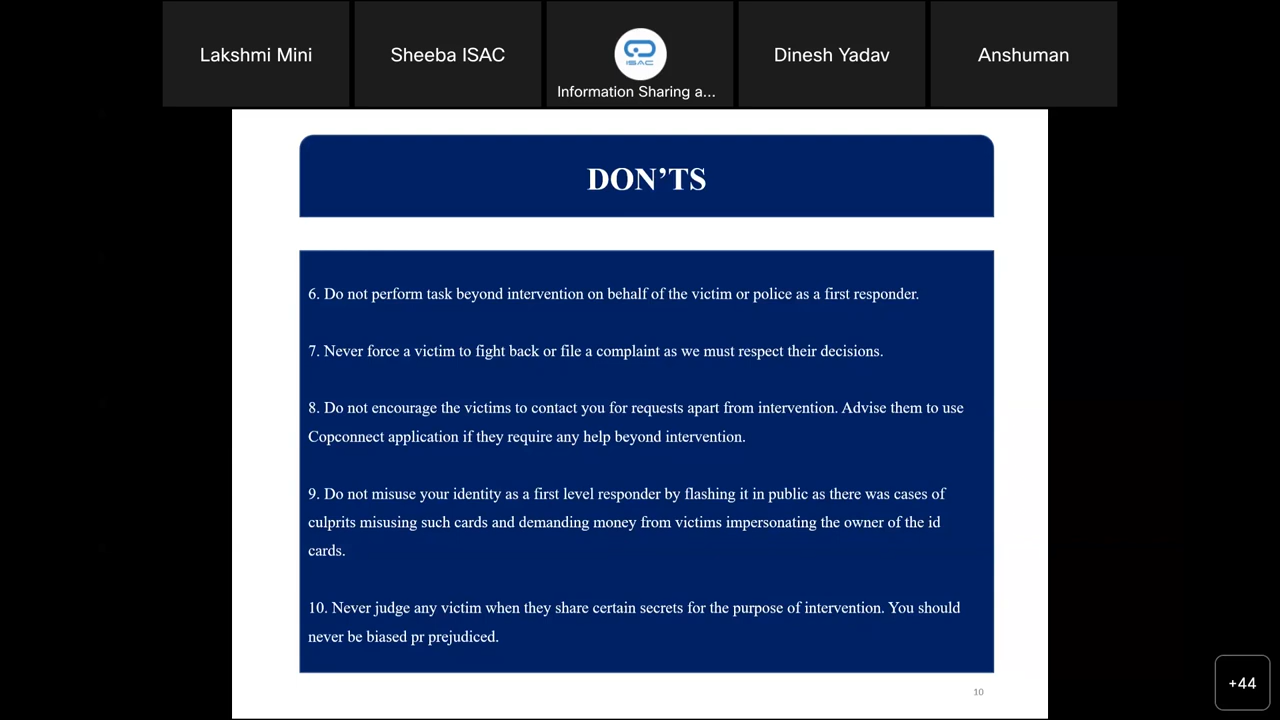 Lakshmi Mini
Sheeba ISAC
ISAC
Information Sharing a...
Dinesh Yadav
Anshuman
DON’TS
6. Do not perform task beyond intervention on behalf of the victim or police as a first responder.
7. Never force a victim to fight back or file a complaint as we must respect their decisions.
8. Do not encourage the victims to contact you for requests apart from intervention. Advise them to use
Copconnect application if they require any help beyond intervention.
9. Do not misuse your identity as a first level responder by flashing it in public as there was cases of
culprits misusing such cards and demanding money from victims impersonating the owner of the id
cards.
10. Never judge any victim when they share certain secrets for the purpose of intervention. You should
never be biased pr prejudiced.
10
+44